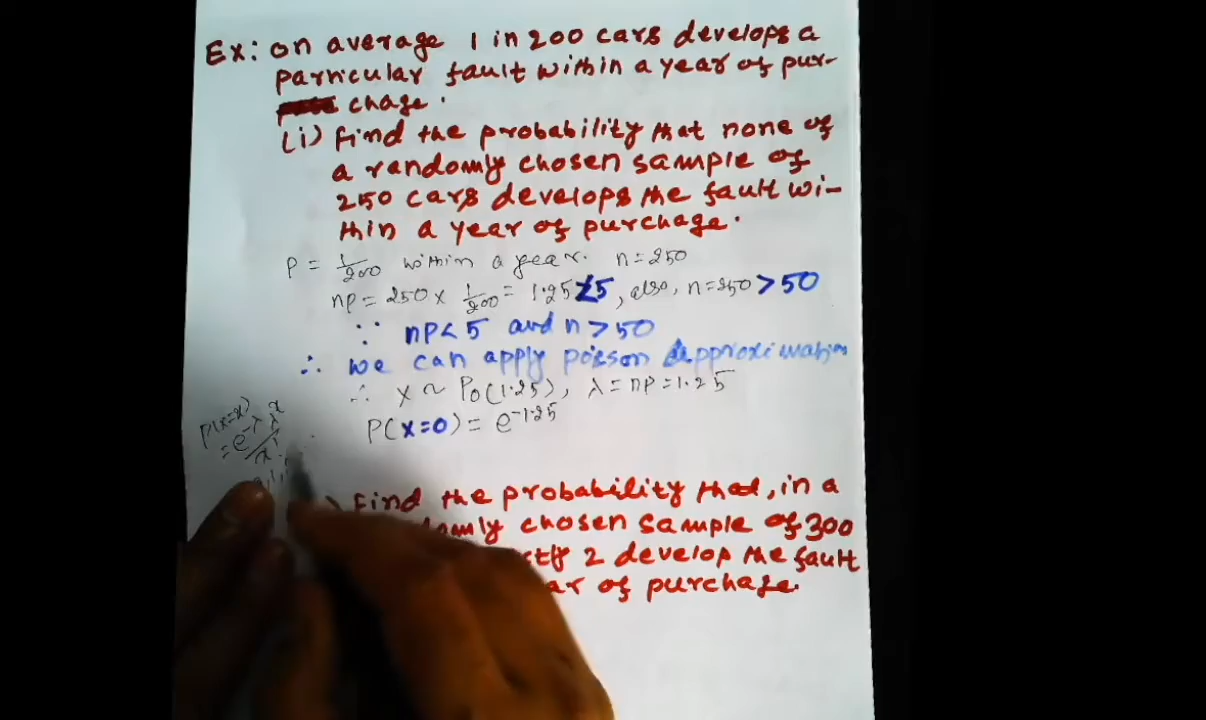 Ex: on average 1 in 200 cars develops a
particular fault within a year of pur-
chage.
(i) find the probability that none of
a randomly chosen sample of
250 cars develops the fault wi-
thin a year of purchage.
P = 1/200 within a year. n = 250
np = 250 × 1/200 = 1.25 < 5, also, n = 250 > 50
∵ np < 5 and n > 50
∴ we can apply poisson approximation
∴ X ~ Po(1.25), λ = np = 1.25
P(X=0) = e^-1.25
P(X=x)
= e^-λ λ^x / x!
) Find the probability that, in a
chosen sample of 300
2 develop the fault
of purchage.